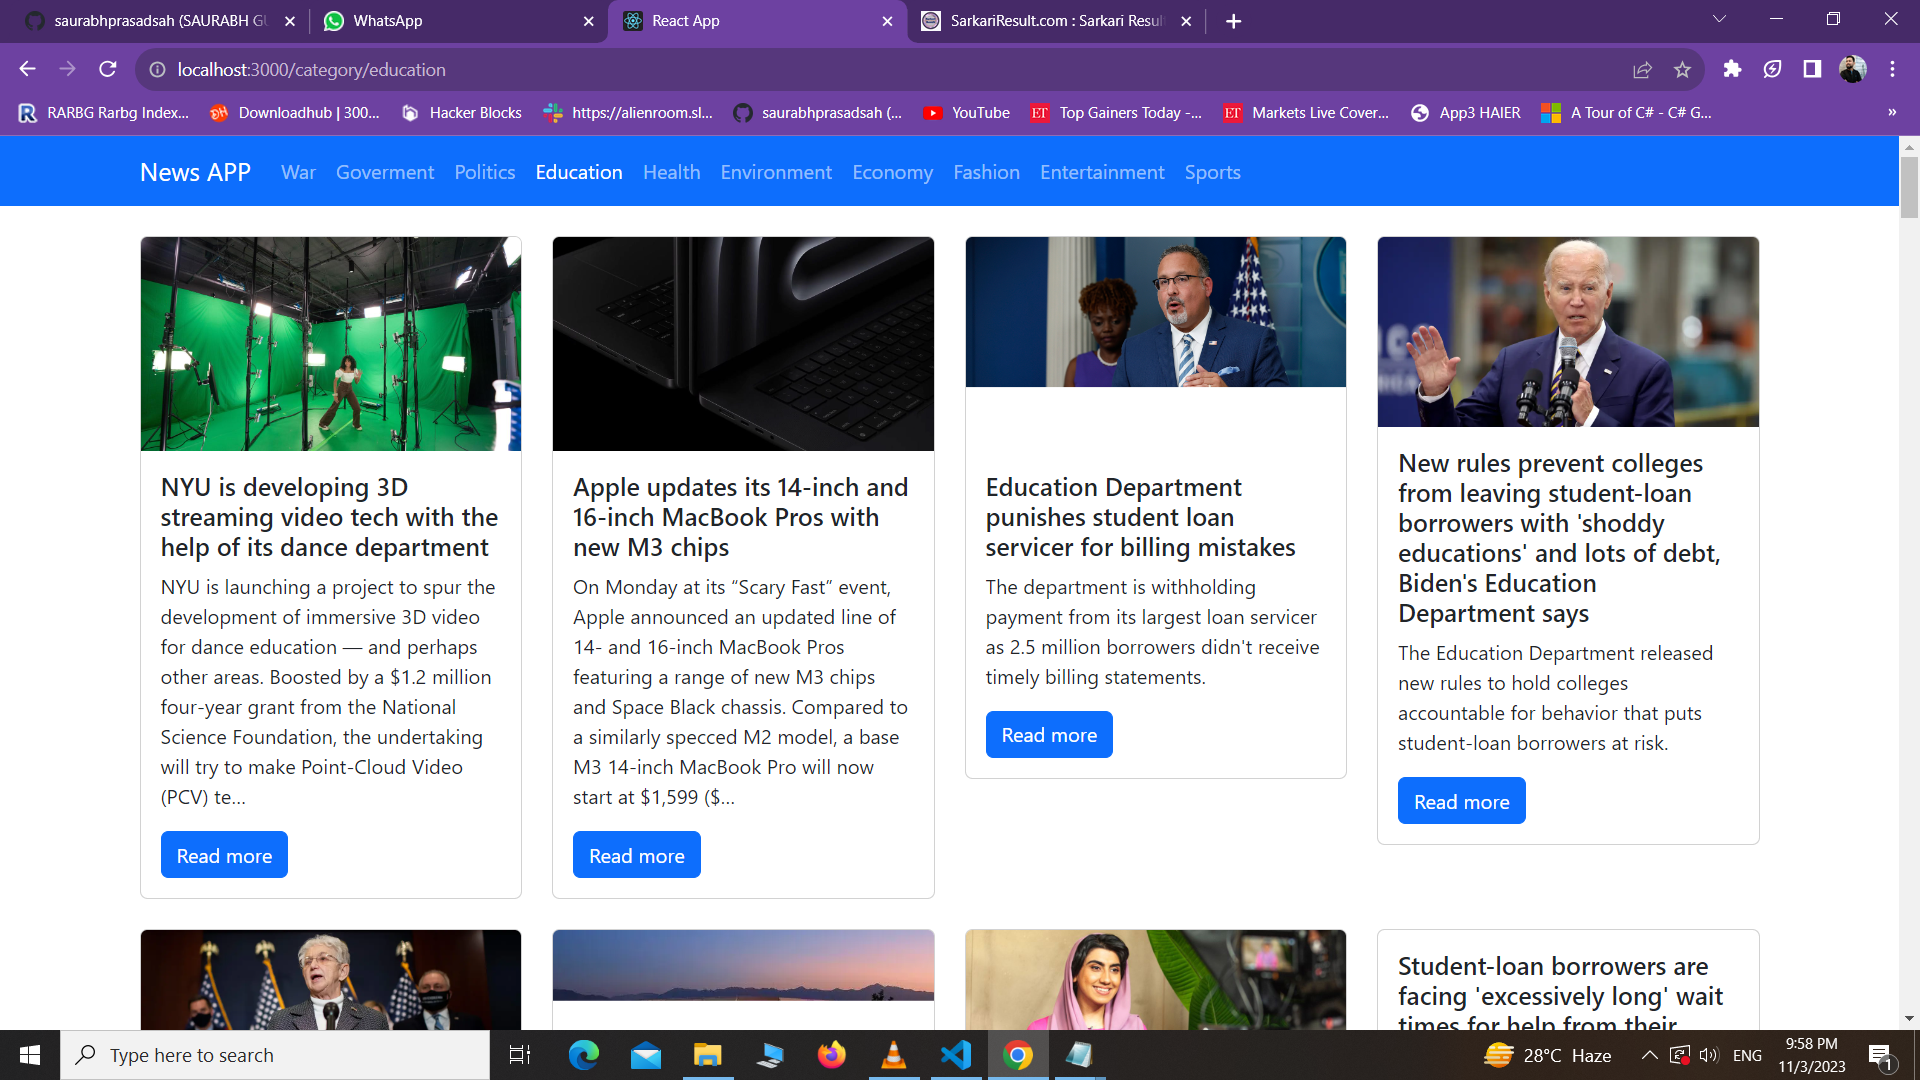 saurabhprasadsah (SAURABH GU
WhatsApp
React App
SarkariResult.com : Sarkari Resul
localhost:3000/category/education
RARBG Rarbg Index...
Downloadhub | 300...
Hacker Blocks
https://alienroom.sl...
saurabhprasadsah (...
YouTube
ET
Top Gainers Today -...
ET
Markets Live Cover...
App3 HAIER
A Tour of C# - C# G...
»
News APP
War
Goverment
Politics
Education
Health
Environment
Economy
Fashion
Entertainment
Sports
NYU is developing 3D
streaming video tech with the
help of its dance department
NYU is launching a project to spur the
development of immersive 3D video
for dance education — and perhaps
other areas. Boosted by a $1.2 million
four-year grant from the National
Science Foundation, the undertaking
will try to make Point-Cloud Video
(PCV) te…
Read more
Apple updates its 14-inch and
16-inch MacBook Pros with
new M3 chips
On Monday at its “Scary Fast” event,
Apple announced an updated line of
14- and 16-inch MacBook Pros
featuring a range of new M3 chips
and Space Black chassis. Compared to
a similarly specced M2 model, a base
M3 14-inch MacBook Pro will now
start at $1,599 ($…
Read more
Education Department
punishes student loan
servicer for billing mistakes
The department is withholding
payment from its largest loan servicer
as 2.5 million borrowers didn't receive
timely billing statements.
Read more
New rules prevent colleges
from leaving student-loan
borrowers with 'shoddy
educations' and lots of debt,
Biden's Education
Department says
The Education Department released
new rules to hold colleges
accountable for behavior that puts
student-loan borrowers at risk.
Read more
Student-loan borrowers are
facing 'excessively long' wait
times for help from their
Type here to search
28°C Haze
ENG
9:58 PM
11/3/2023
1